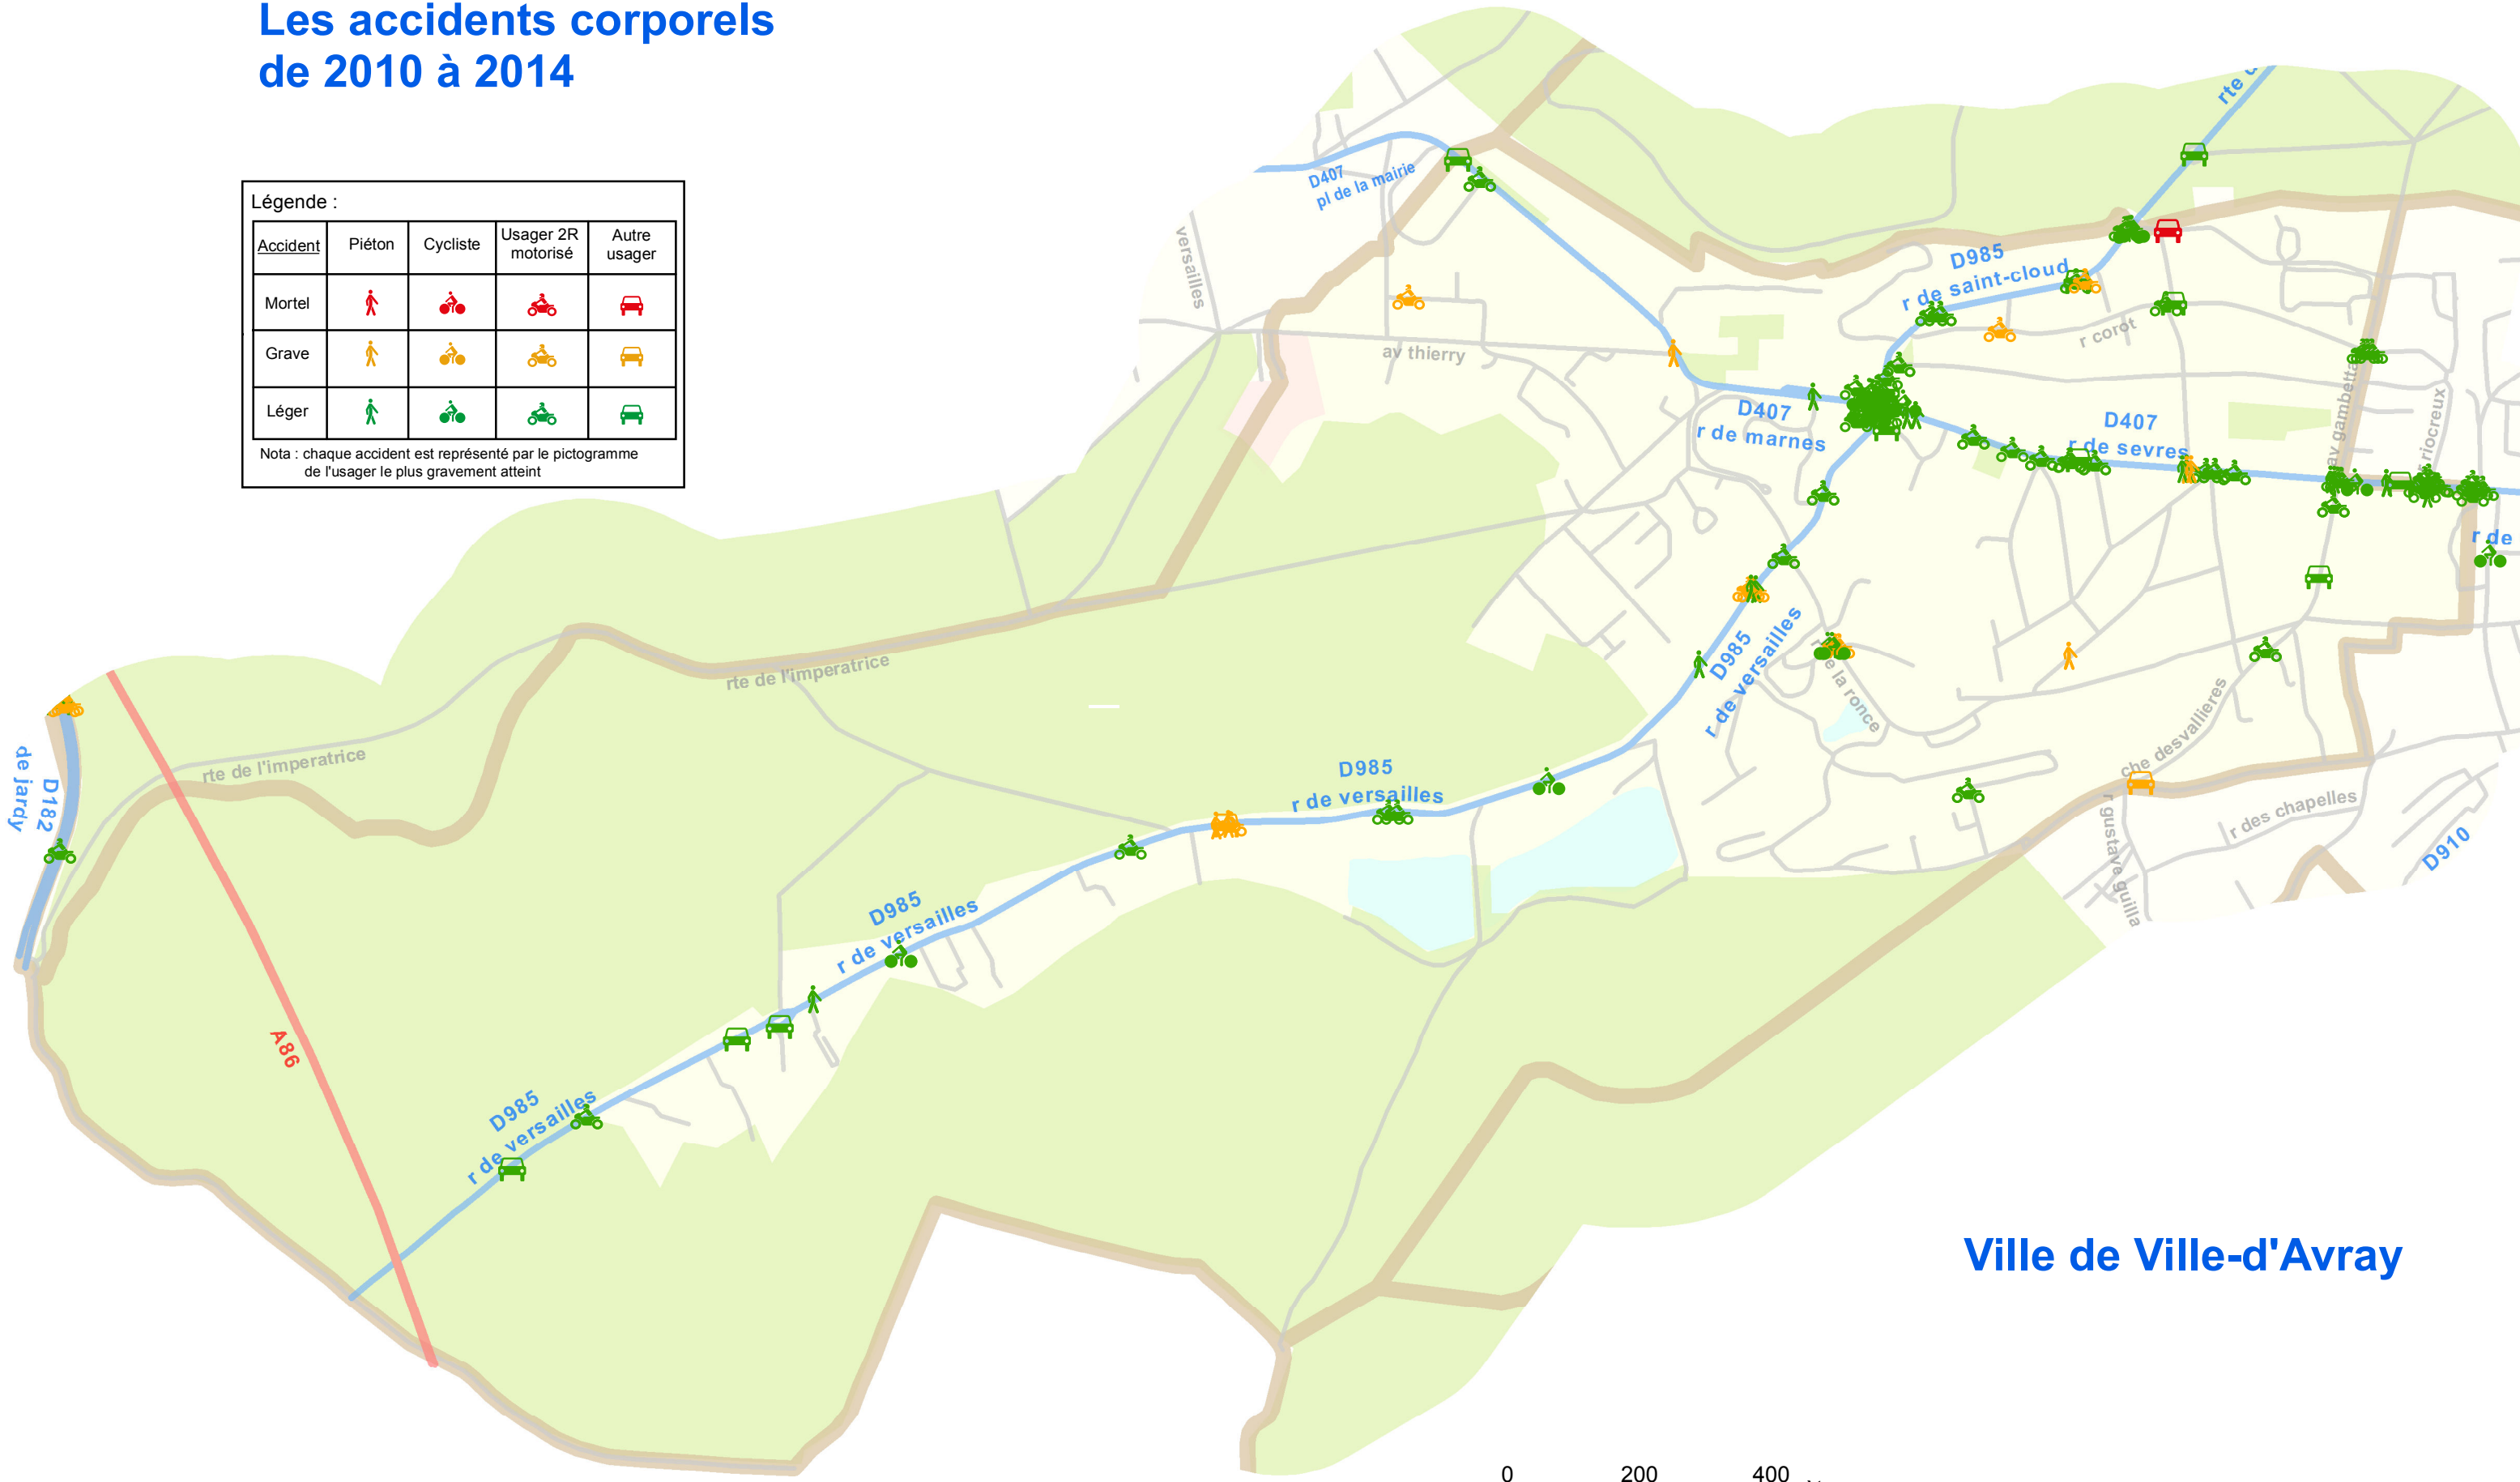 Les accidents corporels
de 2010 à 2014
Légende :
Accident Piéton Cycliste Usager 2R motorisé Autre usager
Mortel
Grave
Léger
Nota : chaque accident est représenté par le pictogramme
de l'usager le plus gravement atteint
rte
D407
pl de la mairie
versailles
av thierry
D985
r de saint-cloud
r corot
D407
r de marnes
D407
r de sevres
av gambetta
r riocreux
r de
D985
r de versailles
la ronce
rte de l'imperatrice
rte de l'imperatrice
D182
de jardy
D985
r de versailles
che desvallieres
r des chapelles
r gustave guilla
D910
D985
r de versailles
A86
D985
r de versailles
Ville de Ville-d'Avray
0 200 400